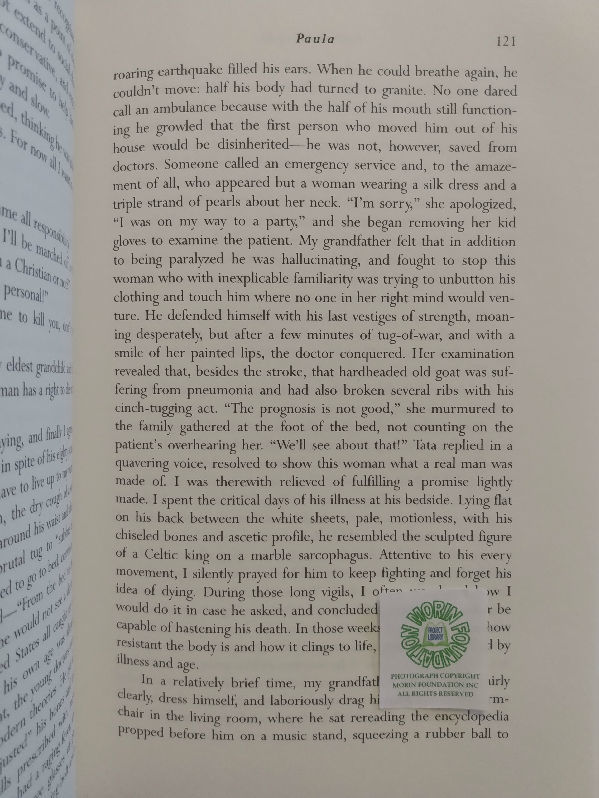 Paula 121
roaring earthquake filled his ears. When he could breathe again, he
couldn't move: half his body had turned to granite. No one dared
call an ambulance because with the half of his mouth still function-
ing he growled that the first person who moved him out of his
house would be disinherited—he was not, however, saved from
doctors. Someone called an emergency service and, to the amaze-
ment of all, who appeared but a woman wearing a silk dress and a
triple strand of pearls about her neck. "I'm sorry," she apologized,
"I was on my way to a party," and she began removing her kid
gloves to examine the patient. My grandfather felt that in addition
to being paralyzed he was hallucinating, and fought to stop this
woman who with inexplicable familiarity was trying to unbutton his
clothing and touch him where no one in her right mind would ven-
ture. He defended himself with his last vestiges of strength, moan-
ing desperately, but after a few minutes of tug-of-war, and with a
smile of her painted lips, the doctor conquered. Her examination
revealed that, besides the stroke, that hardheaded old goat was suf-
fering from pneumonia and had also broken several ribs with his
cinch-tugging act. "The prognosis is not good," she murmured to
the family gathered at the foot of the bed, not counting on the
patient's overhearing her. "We'll see about that!" Tata replied in a
quavering voice, resolved to show this woman what a real man was
made of. I was therewith relieved of fulfilling a promise lightly
made. I spent the critical days of his illness at his bedside. Lying flat
on his back between the white sheets, pale, motionless, with his
chiseled bones and ascetic profile, he resembled the sculpted figure
of a Celtic king on a marble sarcophagus. Attentive to his every
movement, I silently prayed for him to keep fighting and forget his
idea of dying. During those long vigils, I often I
would do it in case he asked, and concluded be
capable of hastening his death. In those weeks how
resistant the body is and how it clings to life, by
illness and age.
In a relatively brief time, my
clearly, dress himself, and laboriously drag
chair in the living room, where he sat rereading the encyclopedia
propped before him on a music stand, squeezing a rubber ball to
MORIN FOUNDATION
PROJECT
LIBRARY
PHOTOGRAPH COPYRIGHT
MORIN FOUNDATION INC
ALL RIGHTS RESERVED